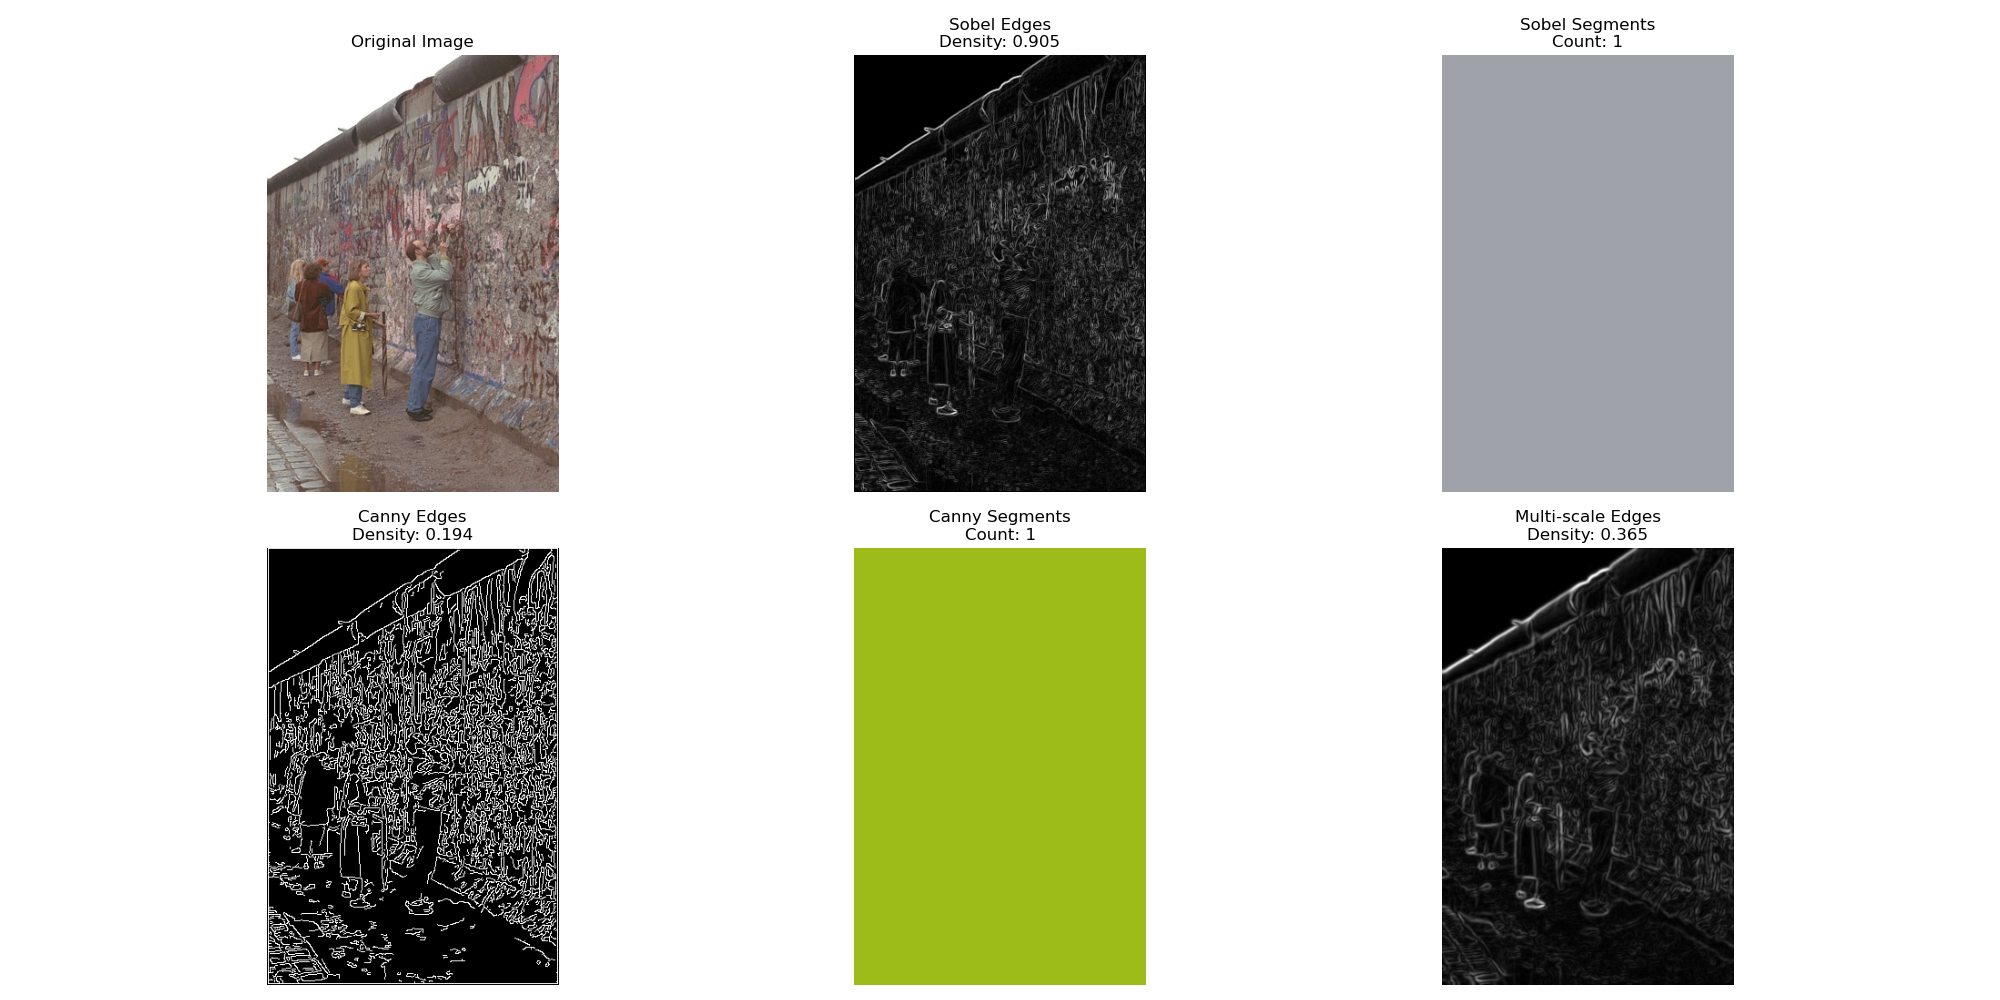 Original Image
Sobel Edges
Density: 0.905
Sobel Segments
Count: 1
Canny Edges
Density: 0.194
Canny Segments
Count: 1
Multi-scale Edges
Density: 0.365